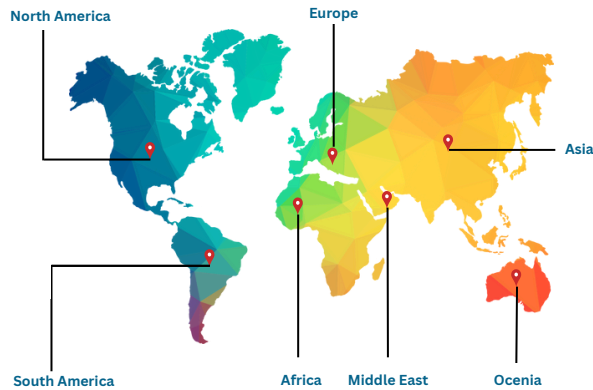 Europe
North America
Asia
South America
Africa
Middle East
Ocenia